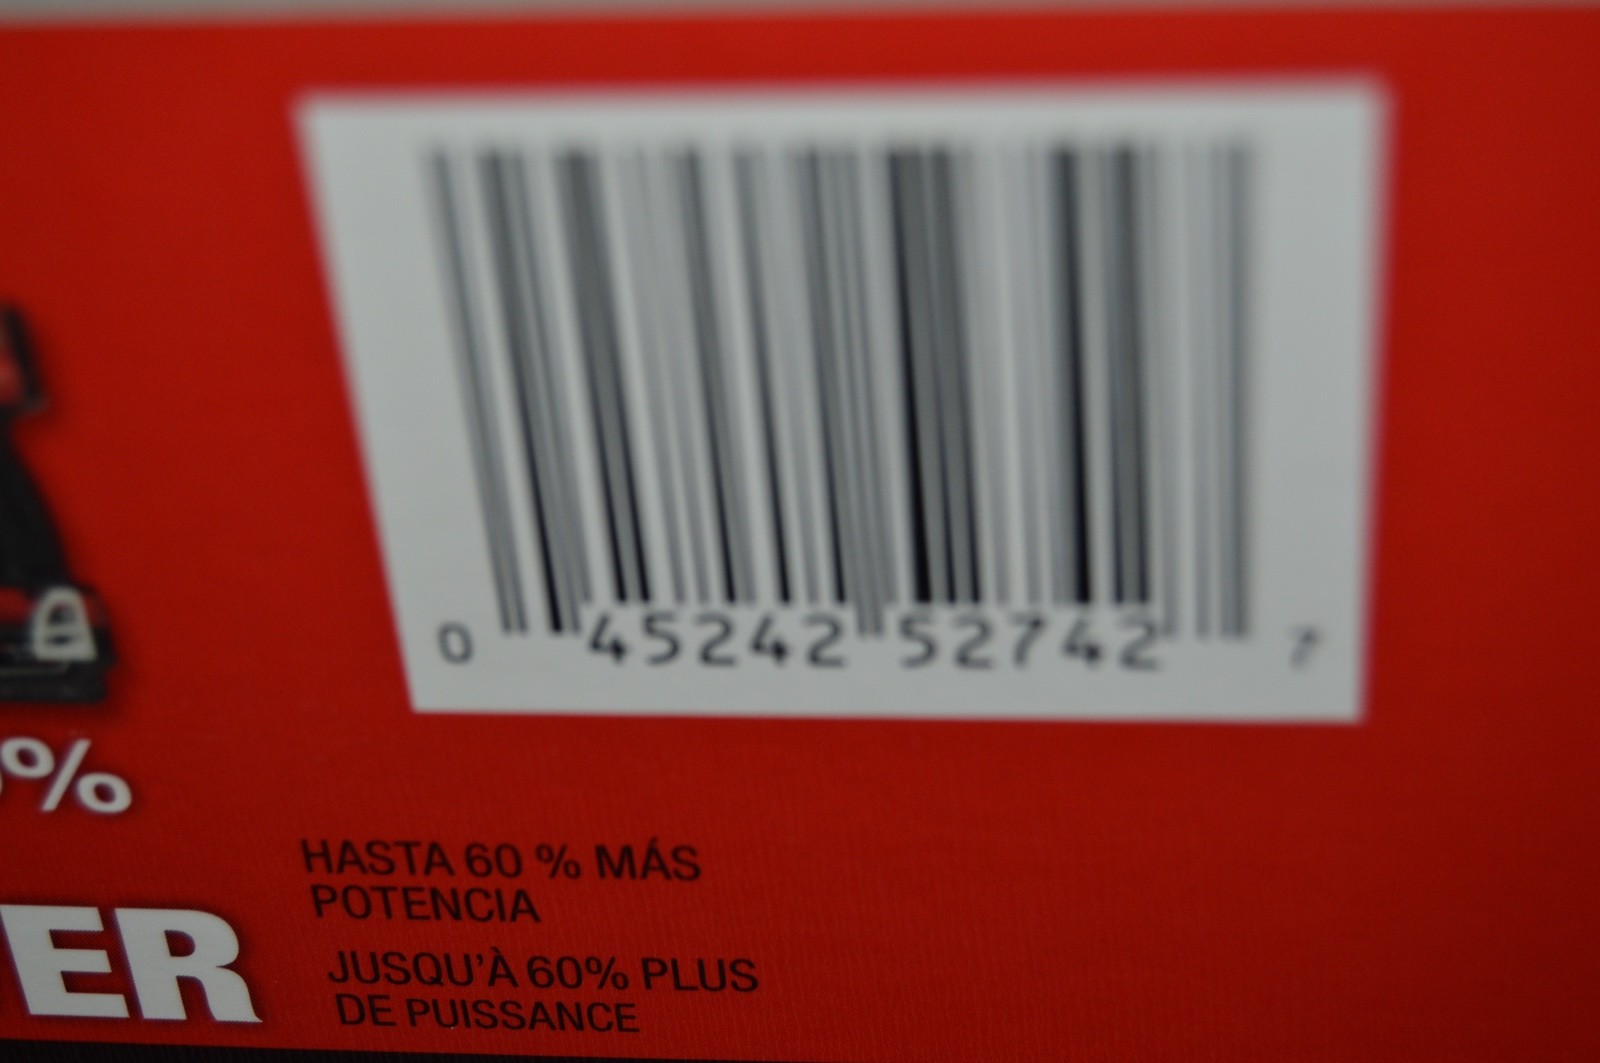 0 45242 52742 7
%
HASTA 60 % MÁS
POTENCIA
ER
JUSQU'À 60% PLUS
DE PUISSANCE